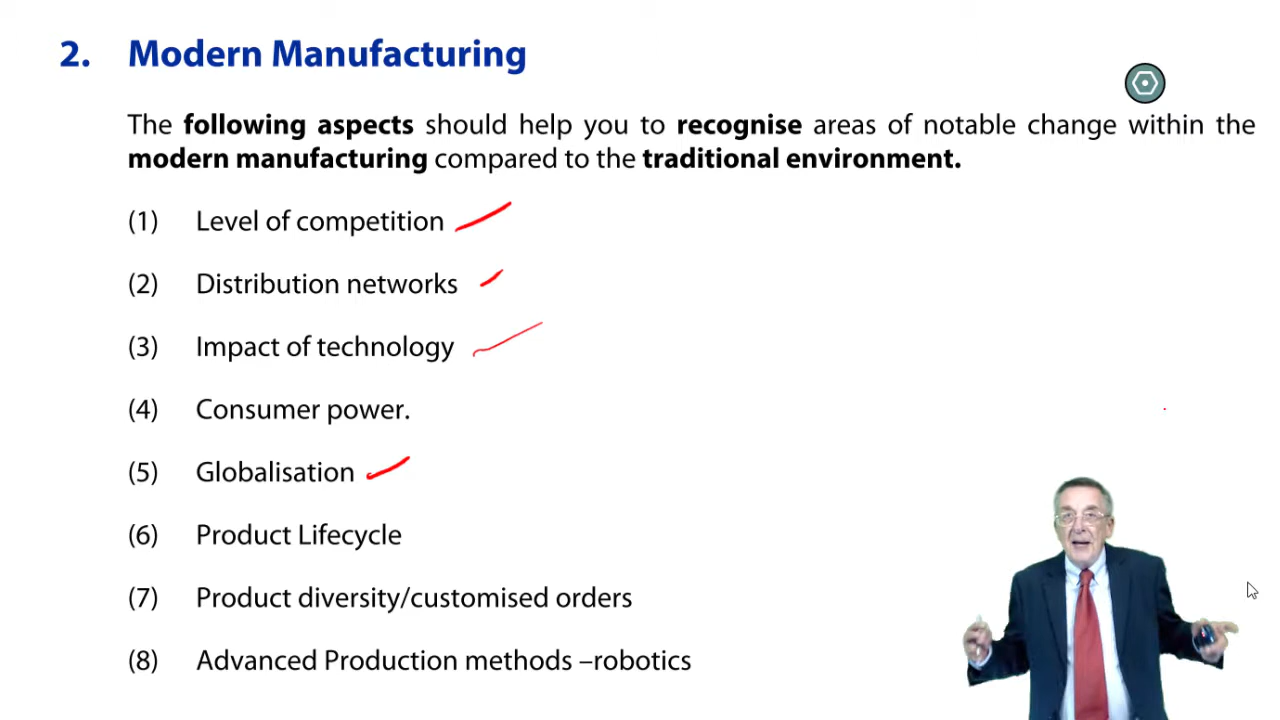 2. Modern Manufacturing
The following aspects should help you to recognise areas of notable change within the
modern manufacturing compared to the traditional environment.
(1) Level of competition
(2) Distribution networks
(3) Impact of technology
(4) Consumer power.
(5) Globalisation
(6) Product Lifecycle
(7) Product diversity/customised orders
(8) Advanced Production methods –robotics